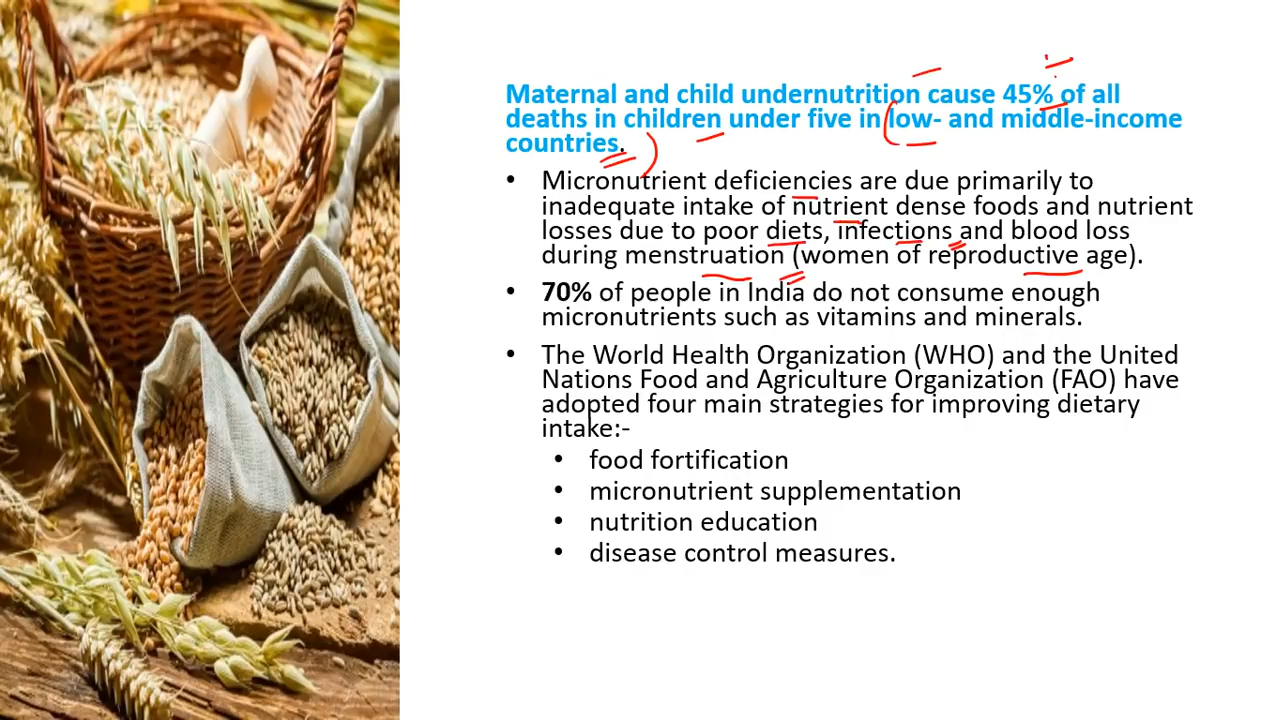 Maternal and child undernutrition cause 45% of all
deaths in children under five in low- and middle-income
countries.
• Micronutrient deficiencies are due primarily to
inadequate intake of nutrient dense foods and nutrient
losses due to poor diets, infections and blood loss
during menstruation (women of reproductive age).
• 70% of people in India do not consume enough
micronutrients such as vitamins and minerals.
• The World Health Organization (WHO) and the United
Nations Food and Agriculture Organization (FAO) have
adopted four main strategies for improving dietary
intake:-
• food fortification
• micronutrient supplementation
• nutrition education
• disease control measures.